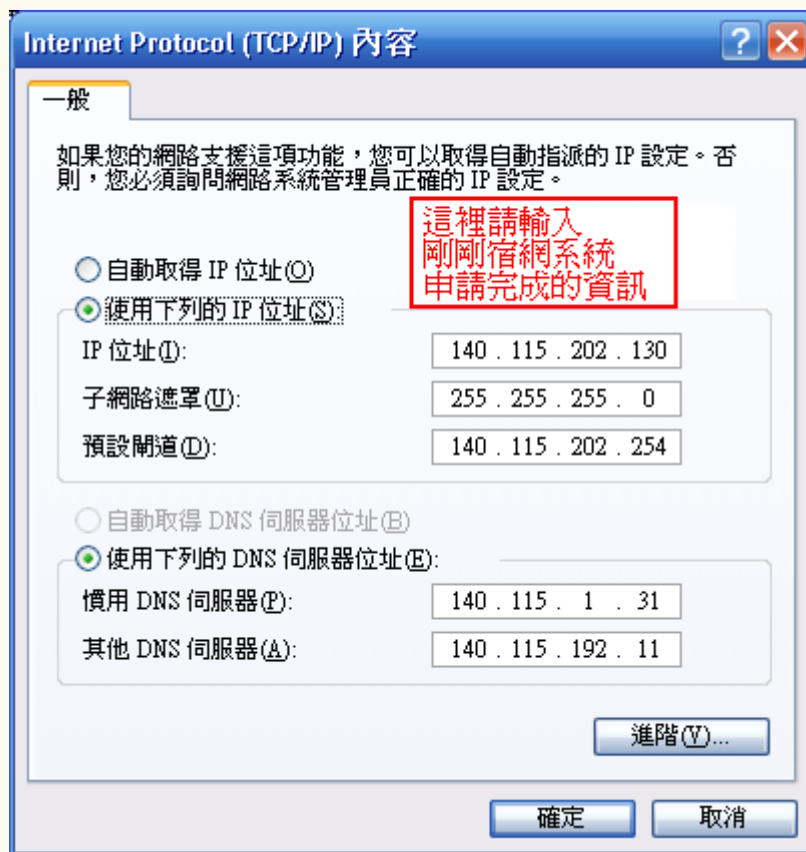 Internet Protocol (TCP/IP) 內容
一般
如果您的網路支援這項功能，您可以取得自動指派的 IP 設定。否
則，您必須詢問網路系統管理員正確的 IP 設定。
這裡請輸入
剛剛宿網系統
申請完成的資訊
自動取得 IP 位址(O)
使用下列的 IP 位址(S):
IP 位址(I): 140 . 115 . 202 . 130
子網路遮罩(U): 255 . 255 . 255 . 0
預設閘道(D): 140 . 115 . 202 . 254
自動取得 DNS 伺服器位址(B)
使用下列的 DNS 伺服器位址(E):
慣用 DNS 伺服器(P): 140 . 115 . 1 . 31
其他 DNS 伺服器(A): 140 . 115 . 192 . 11
進階(V)...
確定 取消